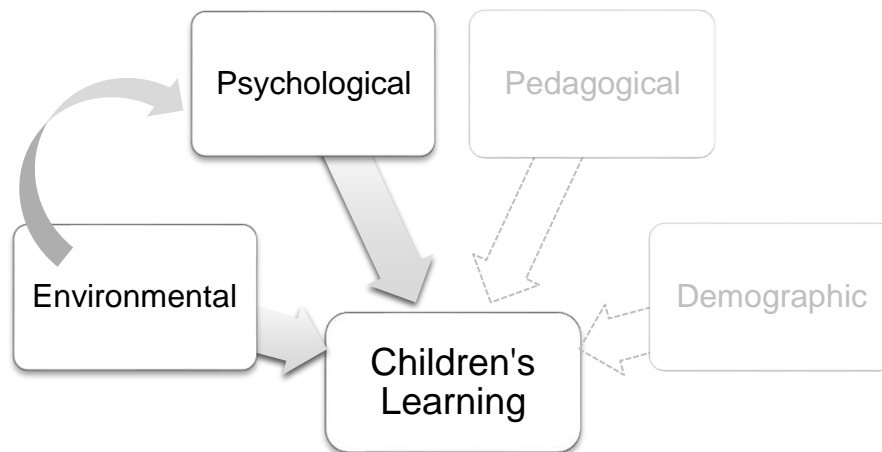 Psychological
Pedagogical
Environmental
Demographic
Children's
Learning